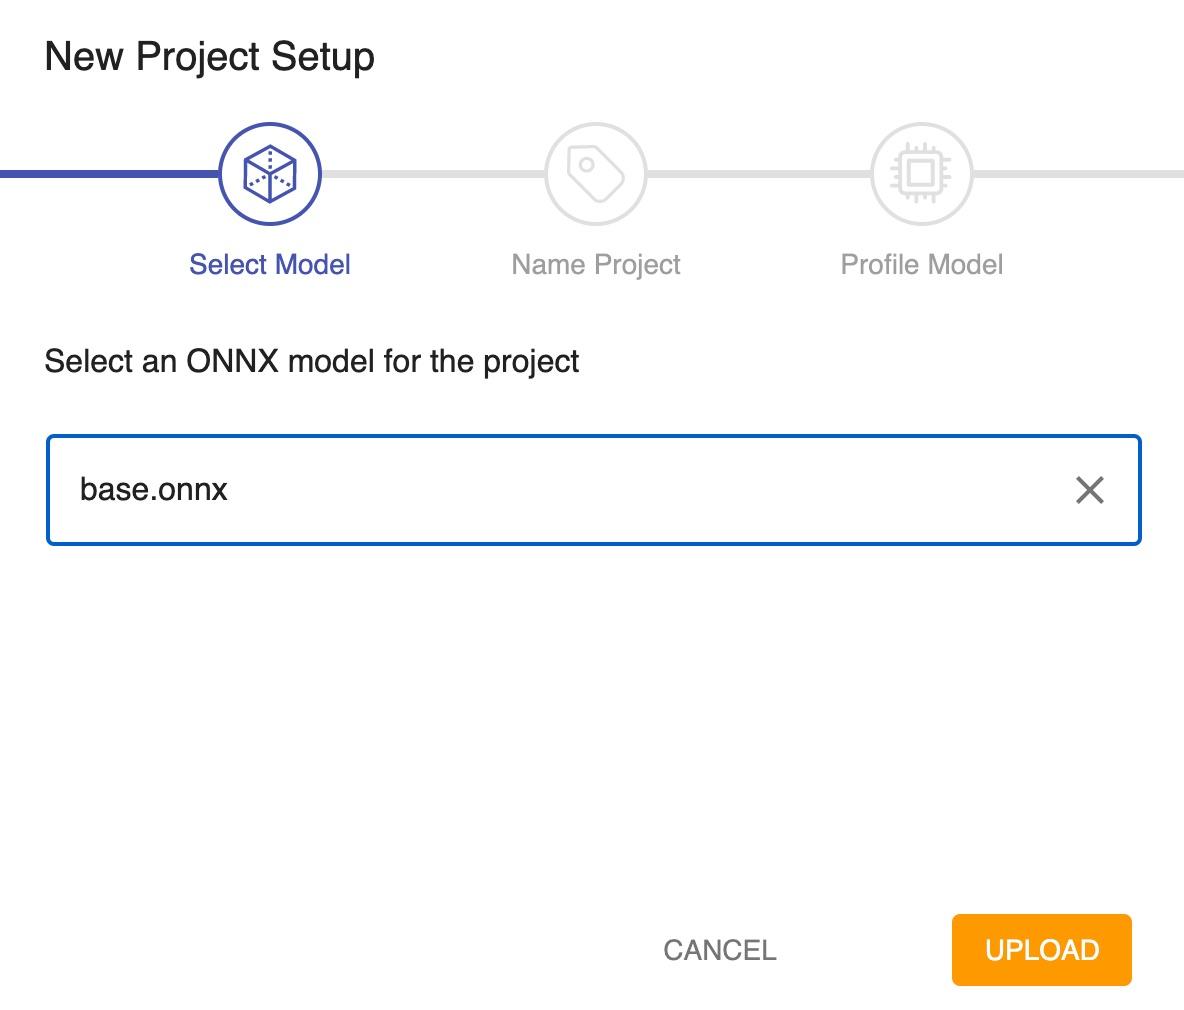 New Project Setup
Select Model
Name Project
Profile Model
Select an ONNX model for the project
base.onnx
CANCEL
UPLOAD